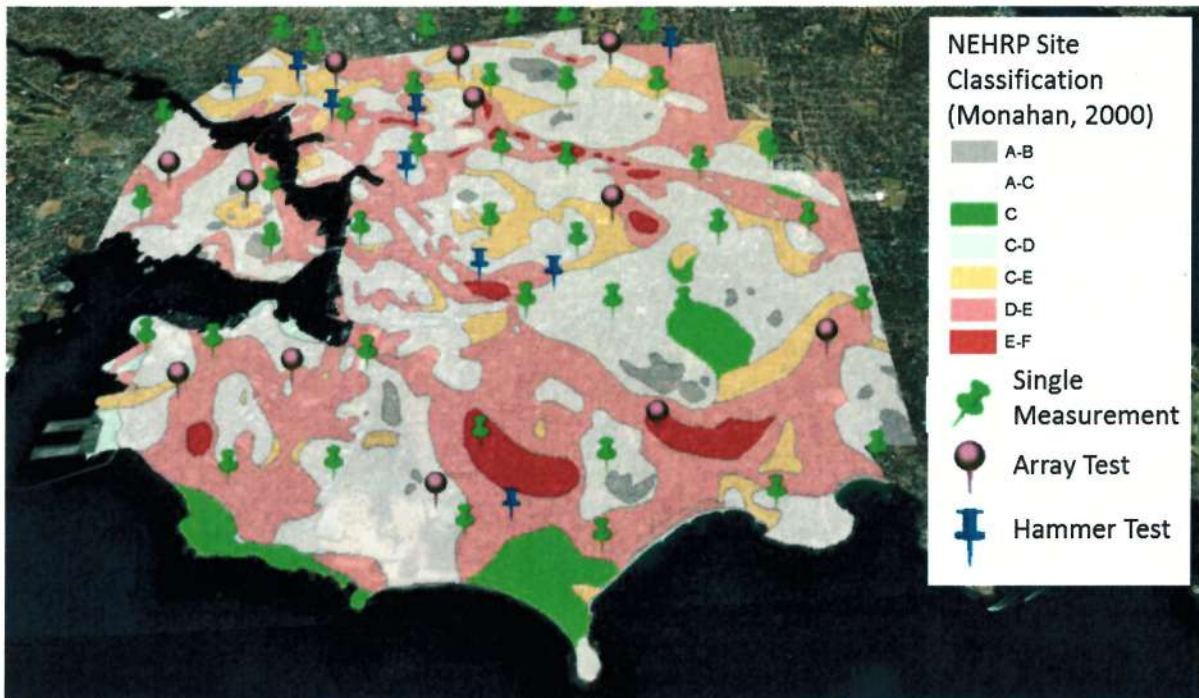 NEHRP Site
Classification
(Monahan, 2000)
A-B
A-C
C
C-D
C-E
D-E
E-F
Single
Measurement
Array Test
Hammer Test